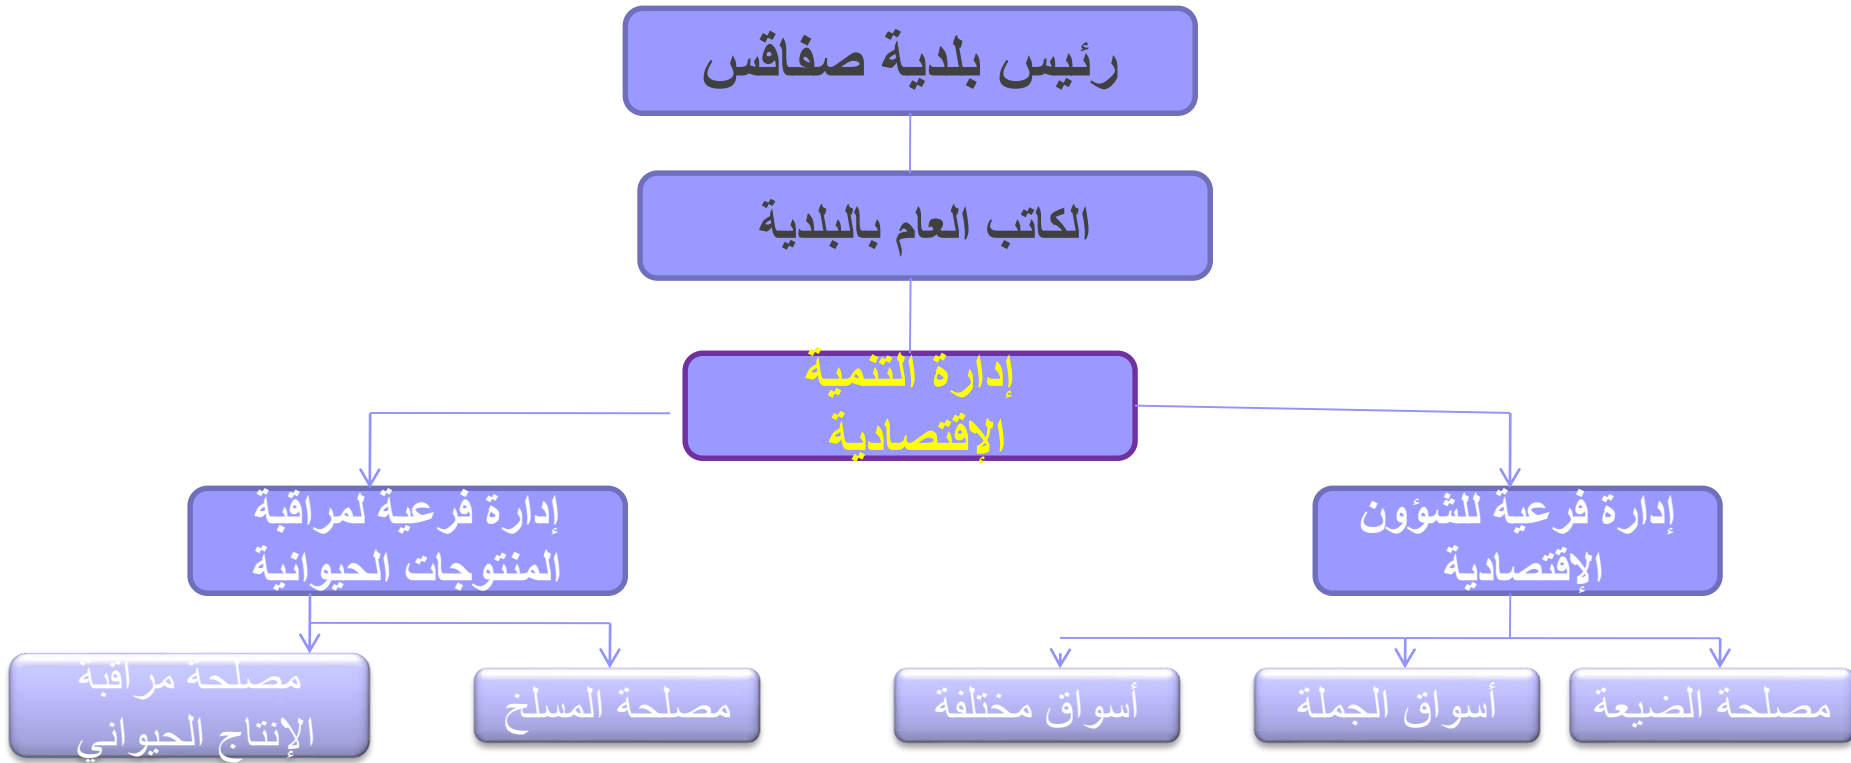 رئيس بلدية صفاقس
الكاتب العام بالبلدية
إدارة التنمية
الإقتصادية
إدارة فرعية للشؤون
الإقتصادية
إدارة فرعية لمراقبة
المنتوجات الحيوانية
مصلحة الضيعة
أسواق الجملة
أسواق مختلفة
مصلحة المسلخ
مصلحة مراقبة
الإنتاج الحيواني